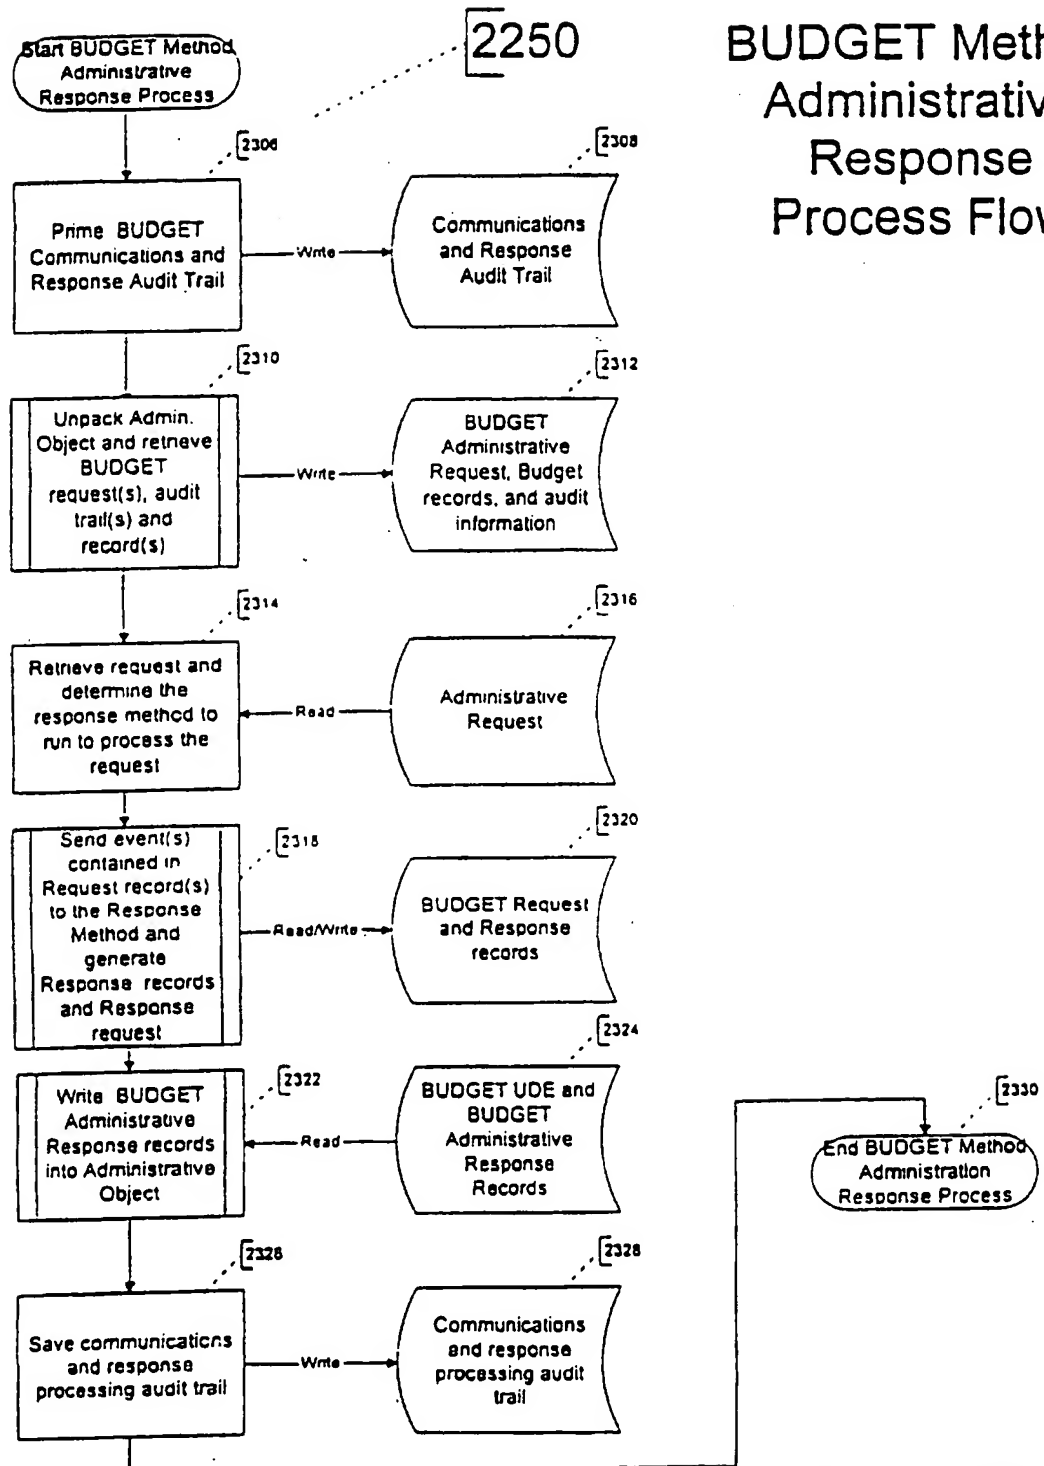 2250
BUDGET Meth
Administrativ
Response
Process Flov
Start BUDGET Method
Administrative
Response Process
2306
Prime BUDGET
Communications and
Response Audit Trail
Write
2308
Communications
and Response
Audit Trail
2310
Unpack Admin.
Object and retrieve
BUDGET
request(s), audit
trail(s) and
record(s)
Write
2312
BUDGET
Administrative
Request, Budget
records, and audit
information
2314
Retrieve request and
determine the
response method to
run to process the
request
Read
2316
Administrative
Request
2318
Send event(s)
contained in
Request record(s)
to the Response
Method and
generate
Response records
and Response
request
Read/Write
2320
BUDGET Request
and Response
records
2322
Write BUDGET
Administrative
Response records
into Administrative
Object
Read
2324
BUDGET UDE and
BUDGET
Administrative
Response
Records
2326
Save communications
and response
processing audit trail
Write
2328
Communications
and response
processing audit
trail
2330
End BUDGET Method
Administration
Response Process